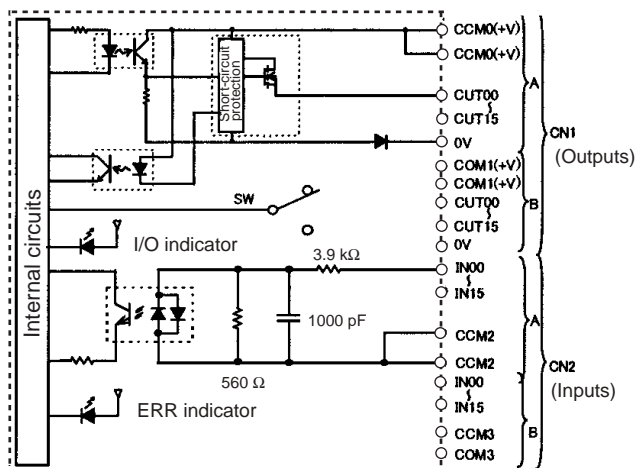 Internal circuits
Short-circuit
protection
SW
I/O indicator
3.9 kΩ
1000 pF
560 Ω
ERR indicator
CCM0(+V)
CCM0(+V)
CUT00
CUT15
0V
COM1(+V)
COM1(+V)
CUT00
CUT15
0V
IN00
IN15
CCM2
CCM2
IN00
IN15
CCM3
COM3
A
B
A
B
CN1
(Outputs)
CN2
(Inputs)